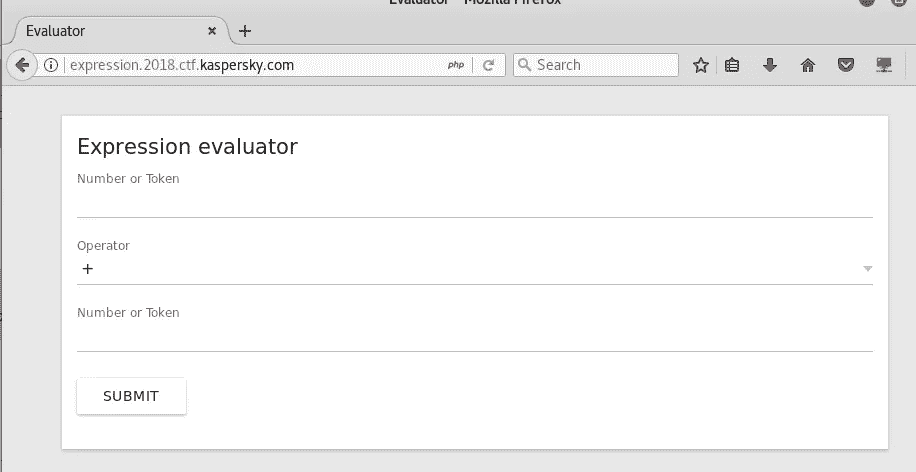 Evaluator - Mozilla Firefox
Evaluator × +
expression.2018.ctf.kaspersky.com php Search
Expression evaluator
Number or Token
Operator
+
Number or Token
SUBMIT